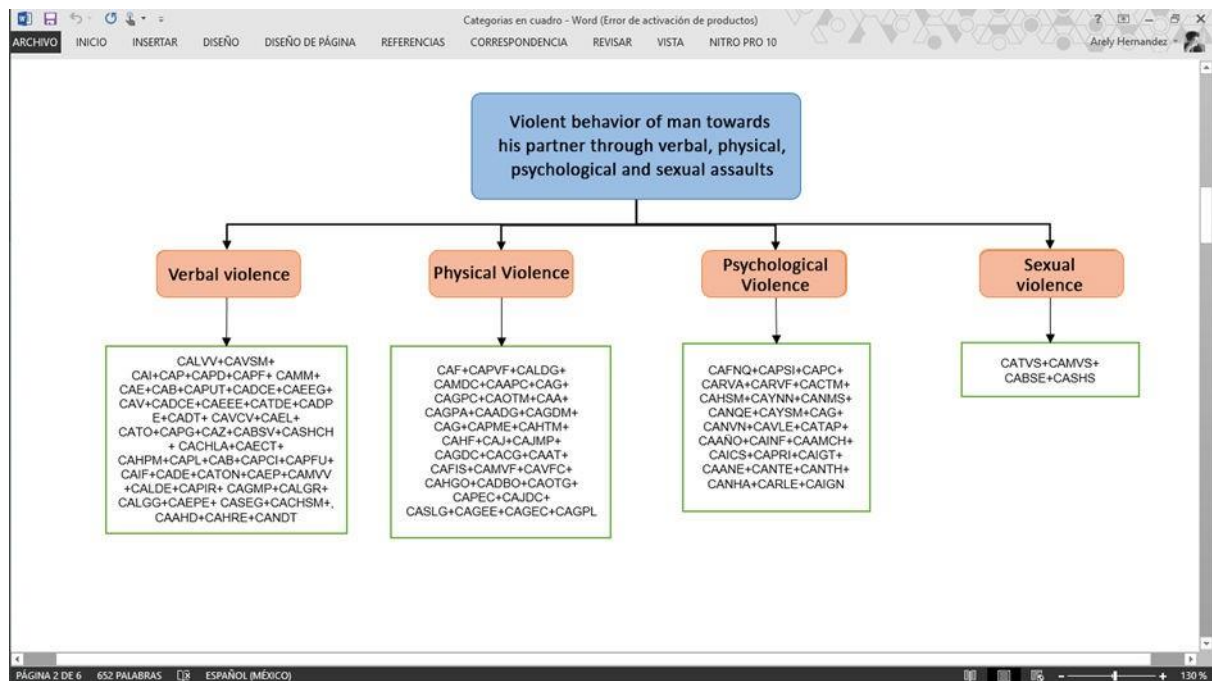 Categorias en cuadro - Word (Error de activación de productos)
ARCHIVO INICIO INSERTAR DISEÑO DISEÑO DE PÁGINA REFERENCIAS CORRESPONDENCIA REVISAR VISTA NITRO PRO 10 Arely Hernandez
Violent behavior of man towards
his partner through verbal, physical,
psychological and sexual assaults
Verbal violence
CALVV+CAVSM+
CAI+CAP+CAPD+CAPF+ CAMM+
CAE+CAB+CAPUT+CADCE+CAEEG+
CAV+CADCE+CAEEE+CATDE+CADP
E+CADT+ CAVCV+CAEL+
CATO+CAPG+CAZ+CABSV+CASHCH
+ CACHLA+CAECT+
CAHPM+CAPL+CAB+CAPCI+CAPFU+
CAIF+CADE+CATON+CAEP+CAMVV
+CALDE+CAPIR+ CAGMP+CALGR+
CALGG+CAEPE+ CASEG+CACHSM+,
CAAHD+CAHRE+CANDT
Physical Violence
CAF+CAPVF+CALDG+
CAMDC+CAAPC+CAG+
CAGPC+CAOTM+CAA+
CAGPA+CAADG+CAGDM+
CAG+CAPME+CAHTM+
CAHF+CAJ+CAJMP+
CAGDC+CACG+CAAT+
CAFIS+CAMVF+CAVFC+
CAHGO+CADBO+CAOTG+
CAPEC+CAJDC+
CASLG+CAGEE+CAGEC+CAGPL
Psychological
Violence
CAFNQ+CAPSI+CAPC+
CARVA+CARVF+CACTM+
CAHSM+CAYNN+CANMS+
CANQE+CAYSM+CAG+
CANVN+CAVLE+CATAP+
CAAÑO+CAINF+CAAMCH+
CAICS+CAPRI+CAIGT+
CAANE+CANTE+CANTH+
CANHA+CARLE+CAIGN
Sexual
violence
CATVS+CAMVS+
CABSE+CASHS
PÁGINA 2 DE 6 652 PALABRAS ESPAÑOL (MÉXICO) 130 %